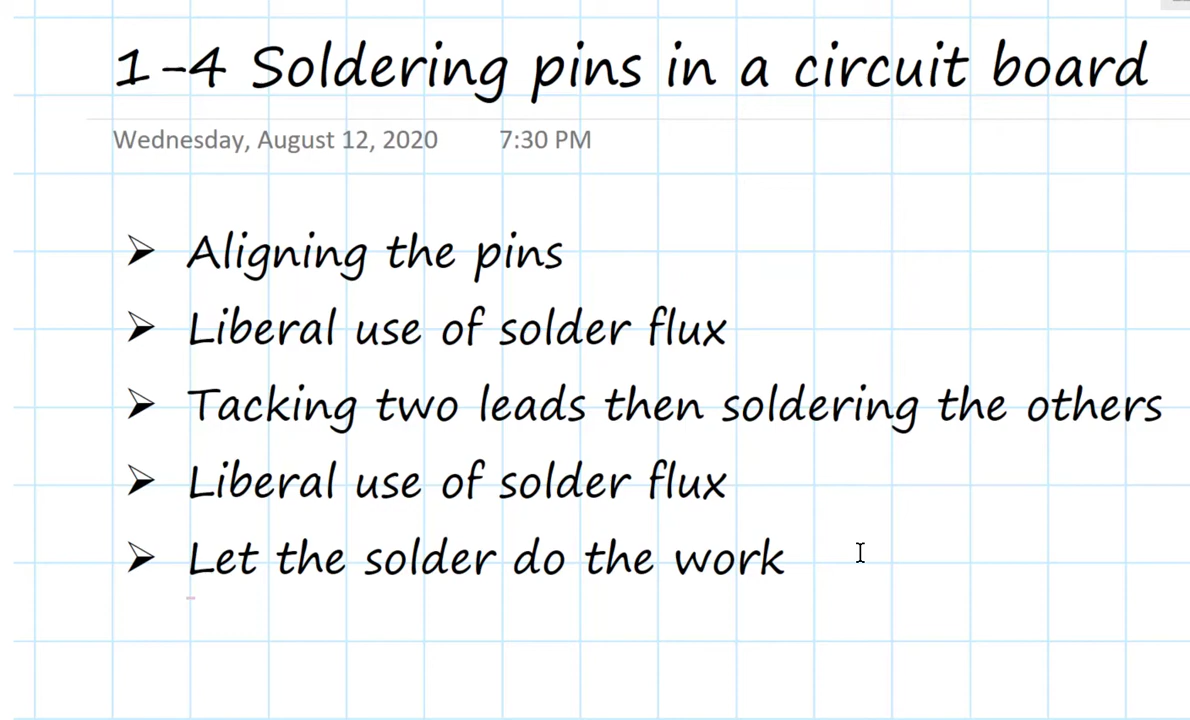 1-4 Soldering pins in a circuit board
Wednesday, August 12, 2020 7:30 PM
➢ Aligning the pins
➢ Liberal use of solder flux
➢ Tacking two leads then soldering the others
➢ Liberal use of solder flux
➢ Let the solder do the work